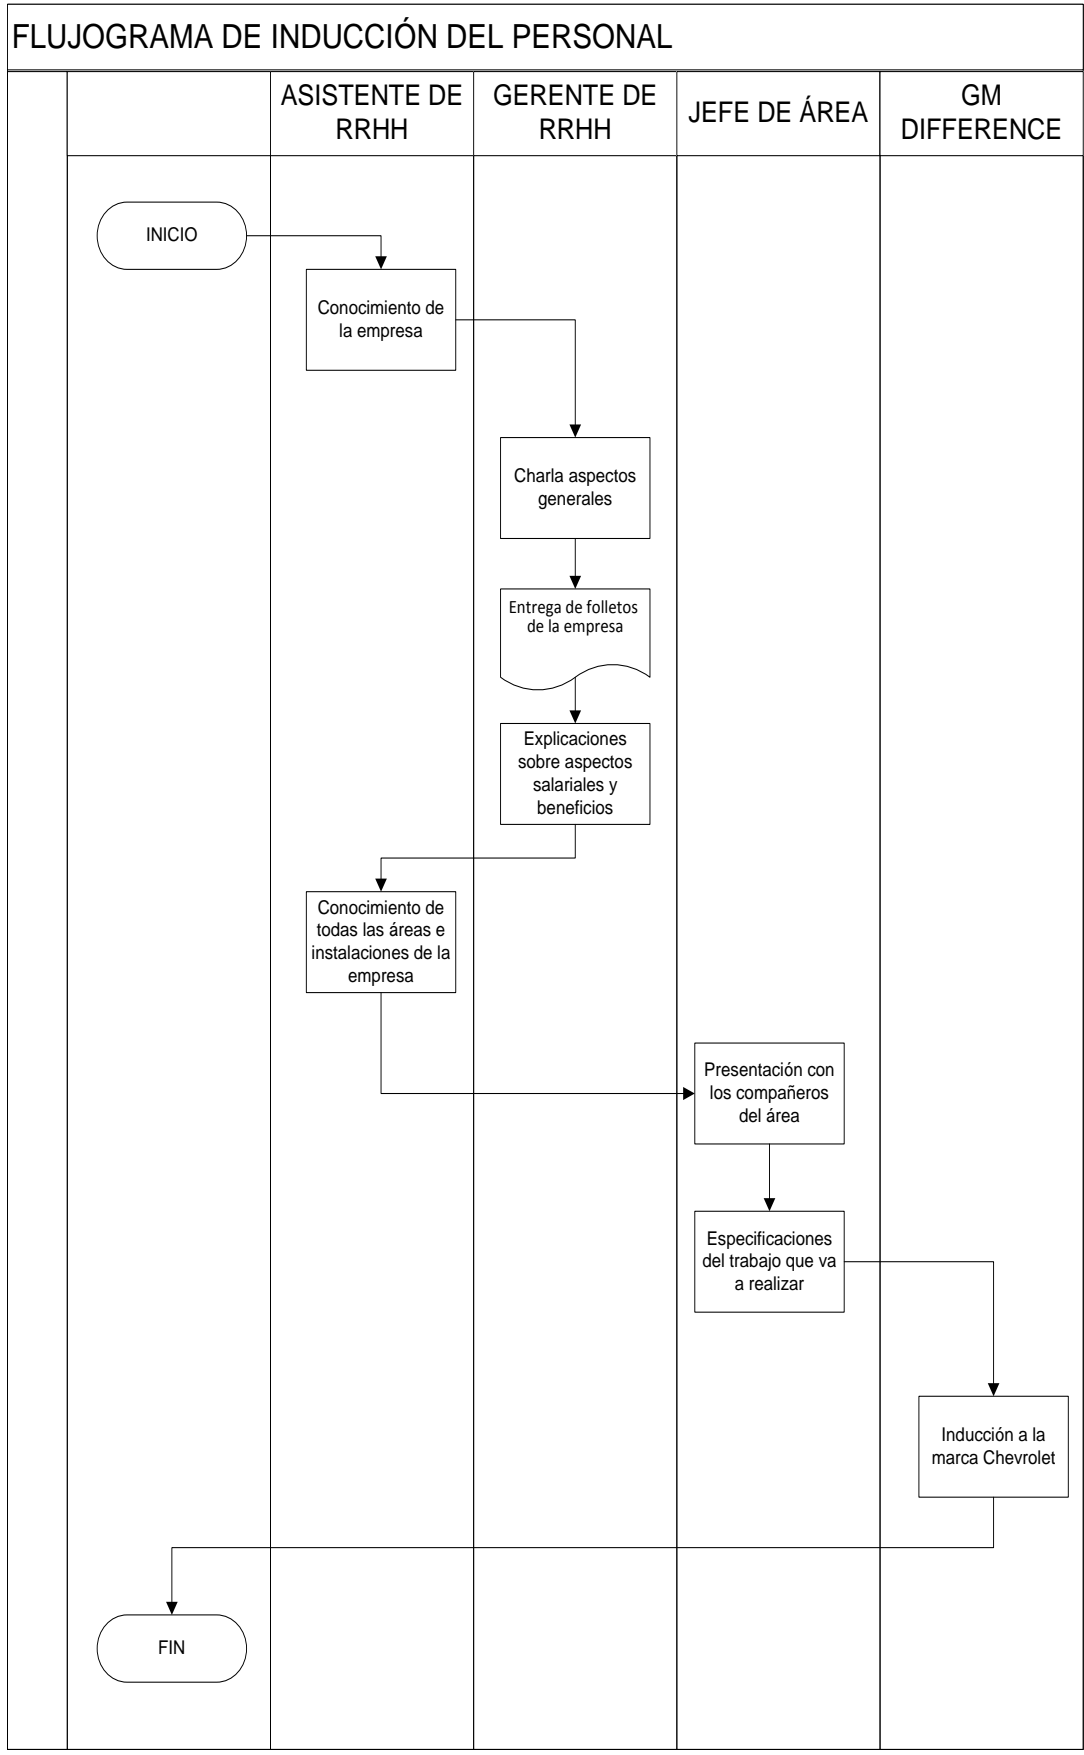 FLUJOGRAMA DE INDUCCIÓN DEL PERSONAL
ASISTENTE DE
RRHH
GERENTE DE
RRHH
JEFE DE ÁREA
GM
DIFFERENCE
INICIO
Conocimiento de
la empresa
Charla aspectos
generales
Entrega de folletos
de la empresa
Explicaciones
sobre aspectos
salariales y
beneficios
Conocimiento de
todas las áreas e
instalaciones de la
empresa
Presentación con
los compañeros
del área
Especificaciones
del trabajo que va
a realizar
Inducción a la
marca Chevrolet
FIN